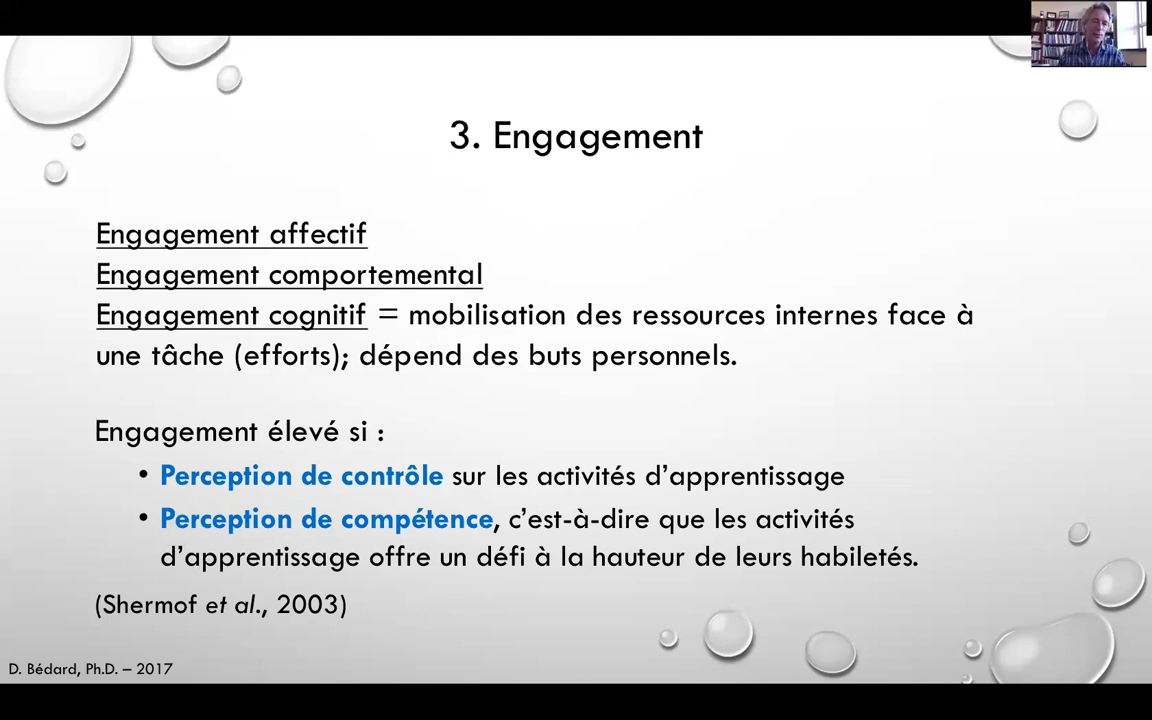 3. Engagement
Engagement affectif
Engagement comportemental
Engagement cognitif = mobilisation des ressources internes face à
une tâche (efforts); dépend des buts personnels.
Engagement élevé si :
• Perception de contrôle sur les activités d’apprentissage
• Perception de compétence, c’est-à-dire que les activités
d’apprentissage offre un défi à la hauteur de leurs habiletés.
(Shermof et al., 2003)
D. Bédard, Ph.D. – 2017